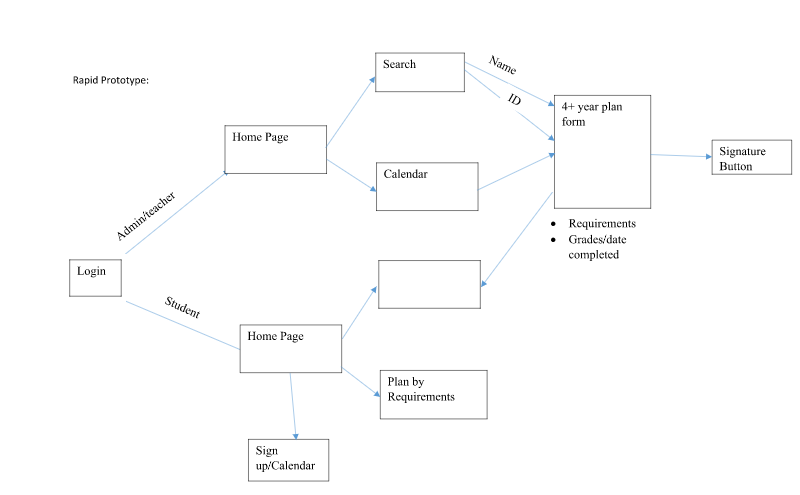 Rapid Prototype:
Search
Name
ID
4+ year plan
form
Home Page
Signature
Button
Calendar
Admin/teacher
• Requirements
• Grades/date
completed
Login
Student
Home Page
Plan by
Requirements
Sign
up/Calendar